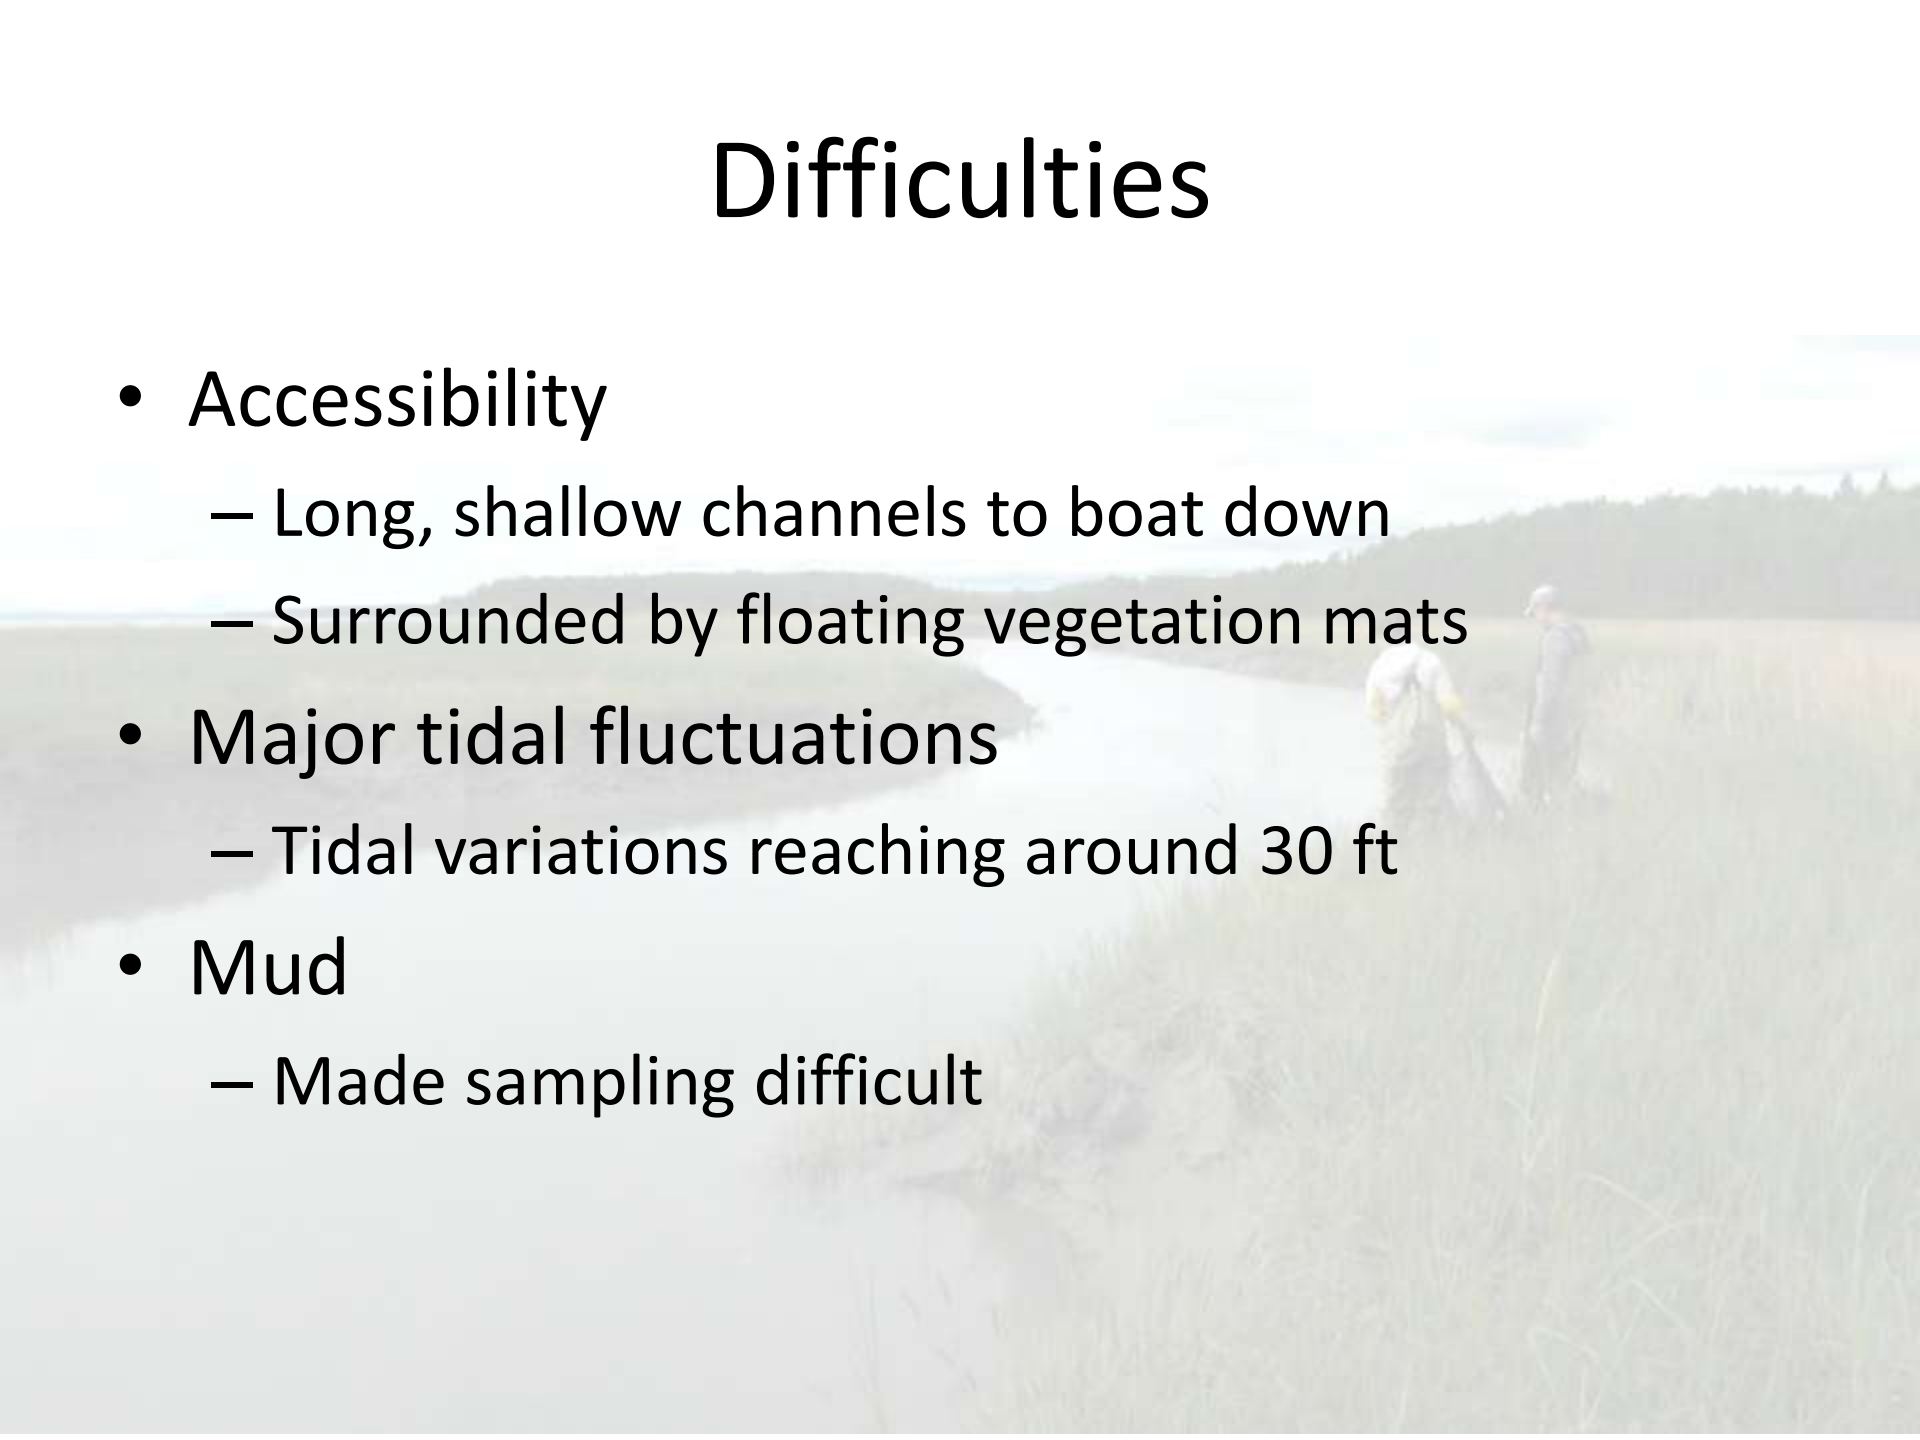 Difficulties
• Accessibility
– Long, shallow channels to boat down
– Surrounded by floating vegetation mats
• Major tidal fluctuations
– Tidal variations reaching around 30 ft
• Mud
– Made sampling difficult